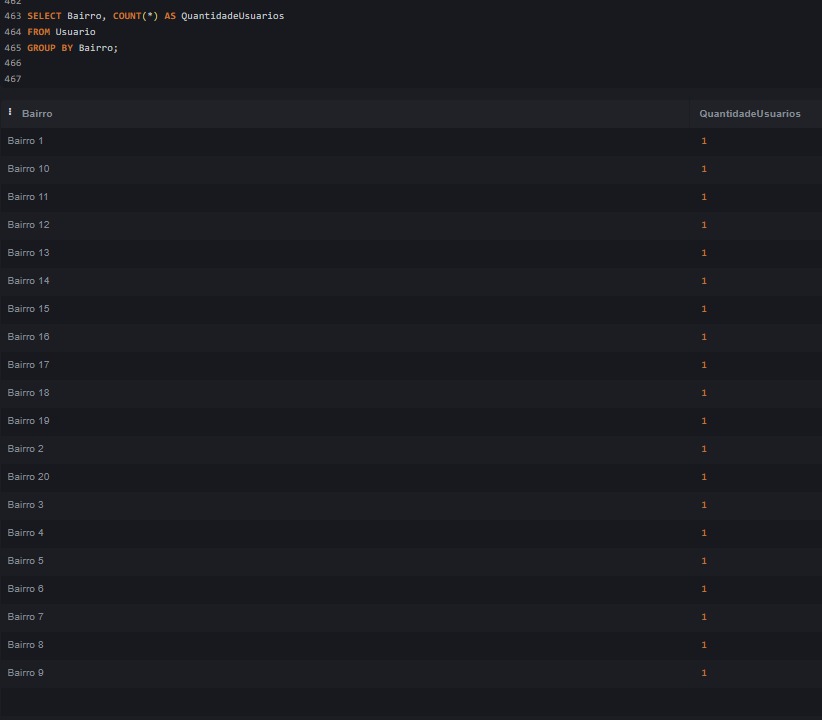 462
463 SELECT Bairro, COUNT(*) AS QuantidadeUsuarios
464 FROM Usuario
465 GROUP BY Bairro;
466
467
Bairro QuantidadeUsuarios
Bairro 1 1
Bairro 10 1
Bairro 11 1
Bairro 12 1
Bairro 13 1
Bairro 14 1
Bairro 15 1
Bairro 16 1
Bairro 17 1
Bairro 18 1
Bairro 19 1
Bairro 2 1
Bairro 20 1
Bairro 3 1
Bairro 4 1
Bairro 5 1
Bairro 6 1
Bairro 7 1
Bairro 8 1
Bairro 9 1